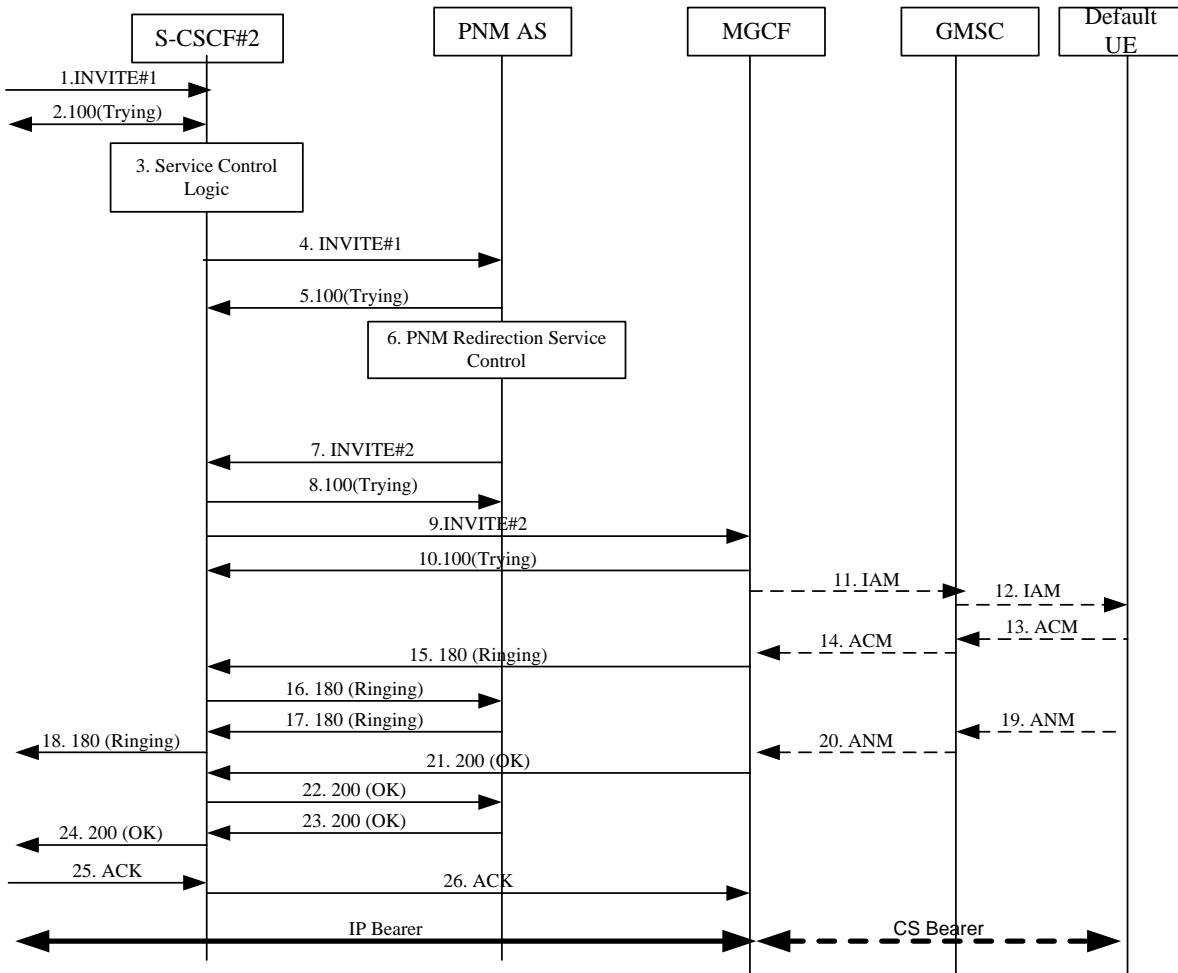 S-CSCF#2
PNM AS
MGCF
GMSC
Default
UE
1.INVITE#1
2.100(Trying)
3. Service Control
Logic
4. INVITE#1
5.100(Trying)
6. PNM Redirection Service
Control
7. INVITE#2
8.100(Trying)
9.INVITE#2
10.100(Trying)
11. IAM
12. IAM
13. ACM
14. ACM
15. 180 (Ringing)
16. 180 (Ringing)
17. 180 (Ringing)
18. 180 (Ringing)
19. ANM
20. ANM
21. 200 (OK)
22. 200 (OK)
23. 200 (OK)
24. 200 (OK)
25. ACK
26. ACK
IP Bearer
CS Bearer